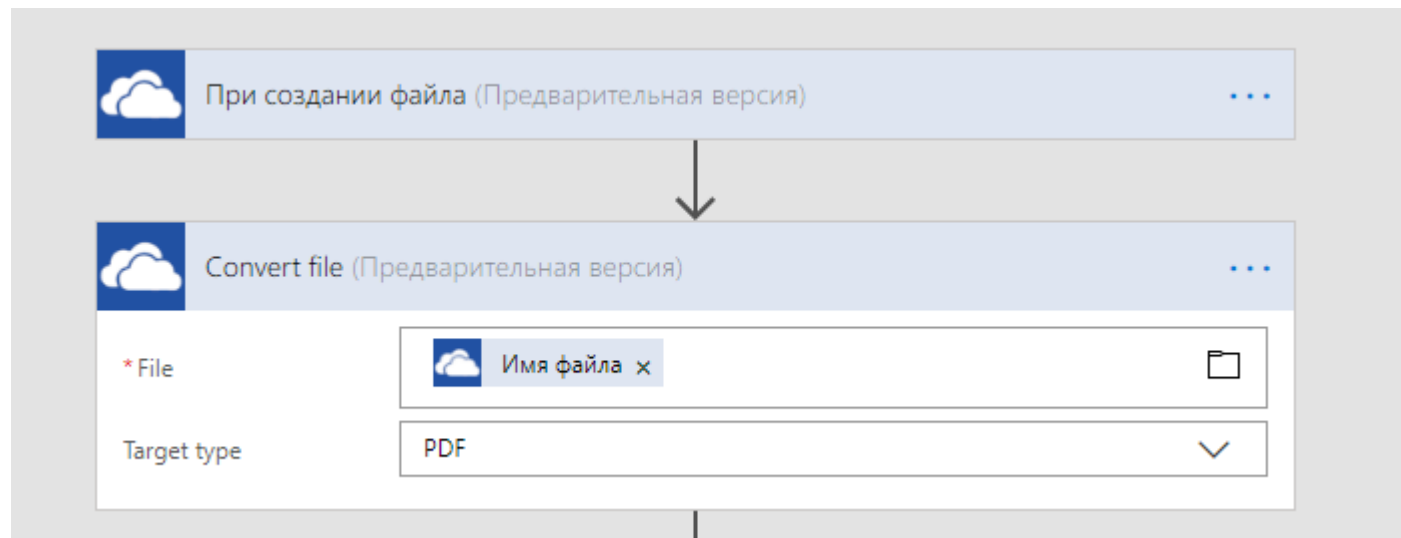 При создании файла (Предварительная версия)
Convert file (Предварительная версия)
* File
Имя файла x
Target type
PDF